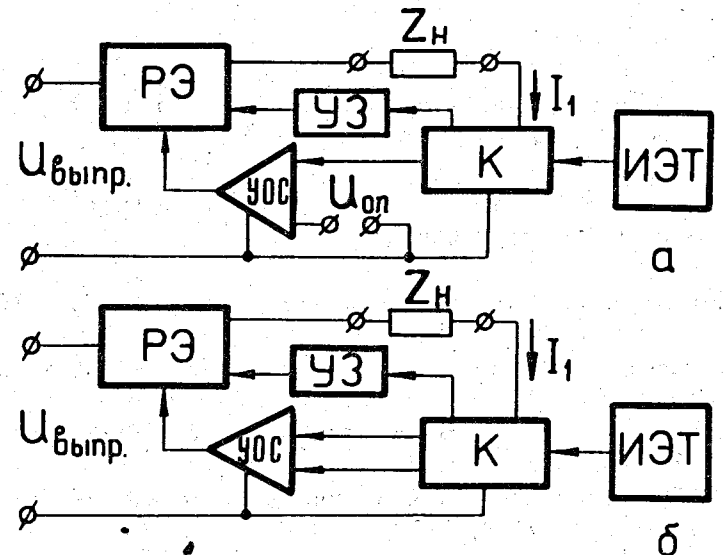 Zн
РЭ
I₁
УЗ
ИЭТ
К
Uвыпр.
УОС
Uоп
а
Zн
РЭ
I₁
УЗ
Uвыпр.
УОС
К
ИЭТ
б